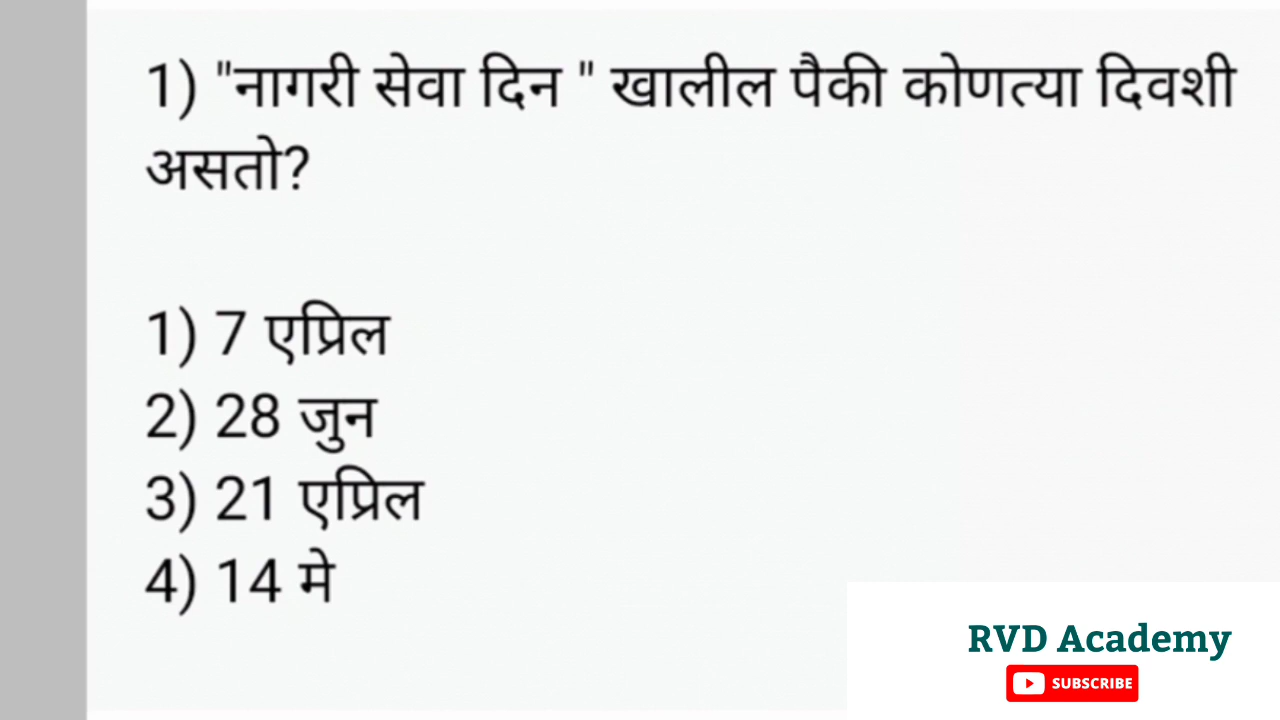 1) "नागरी सेवा दिन " खालील पैकी कोणत्या दिवशी
असतो?
1) 7 एप्रिल
2) 28 जुन
3) 21 एप्रिल
4) 14 मे
RVD Academy
SUBSCRIBE